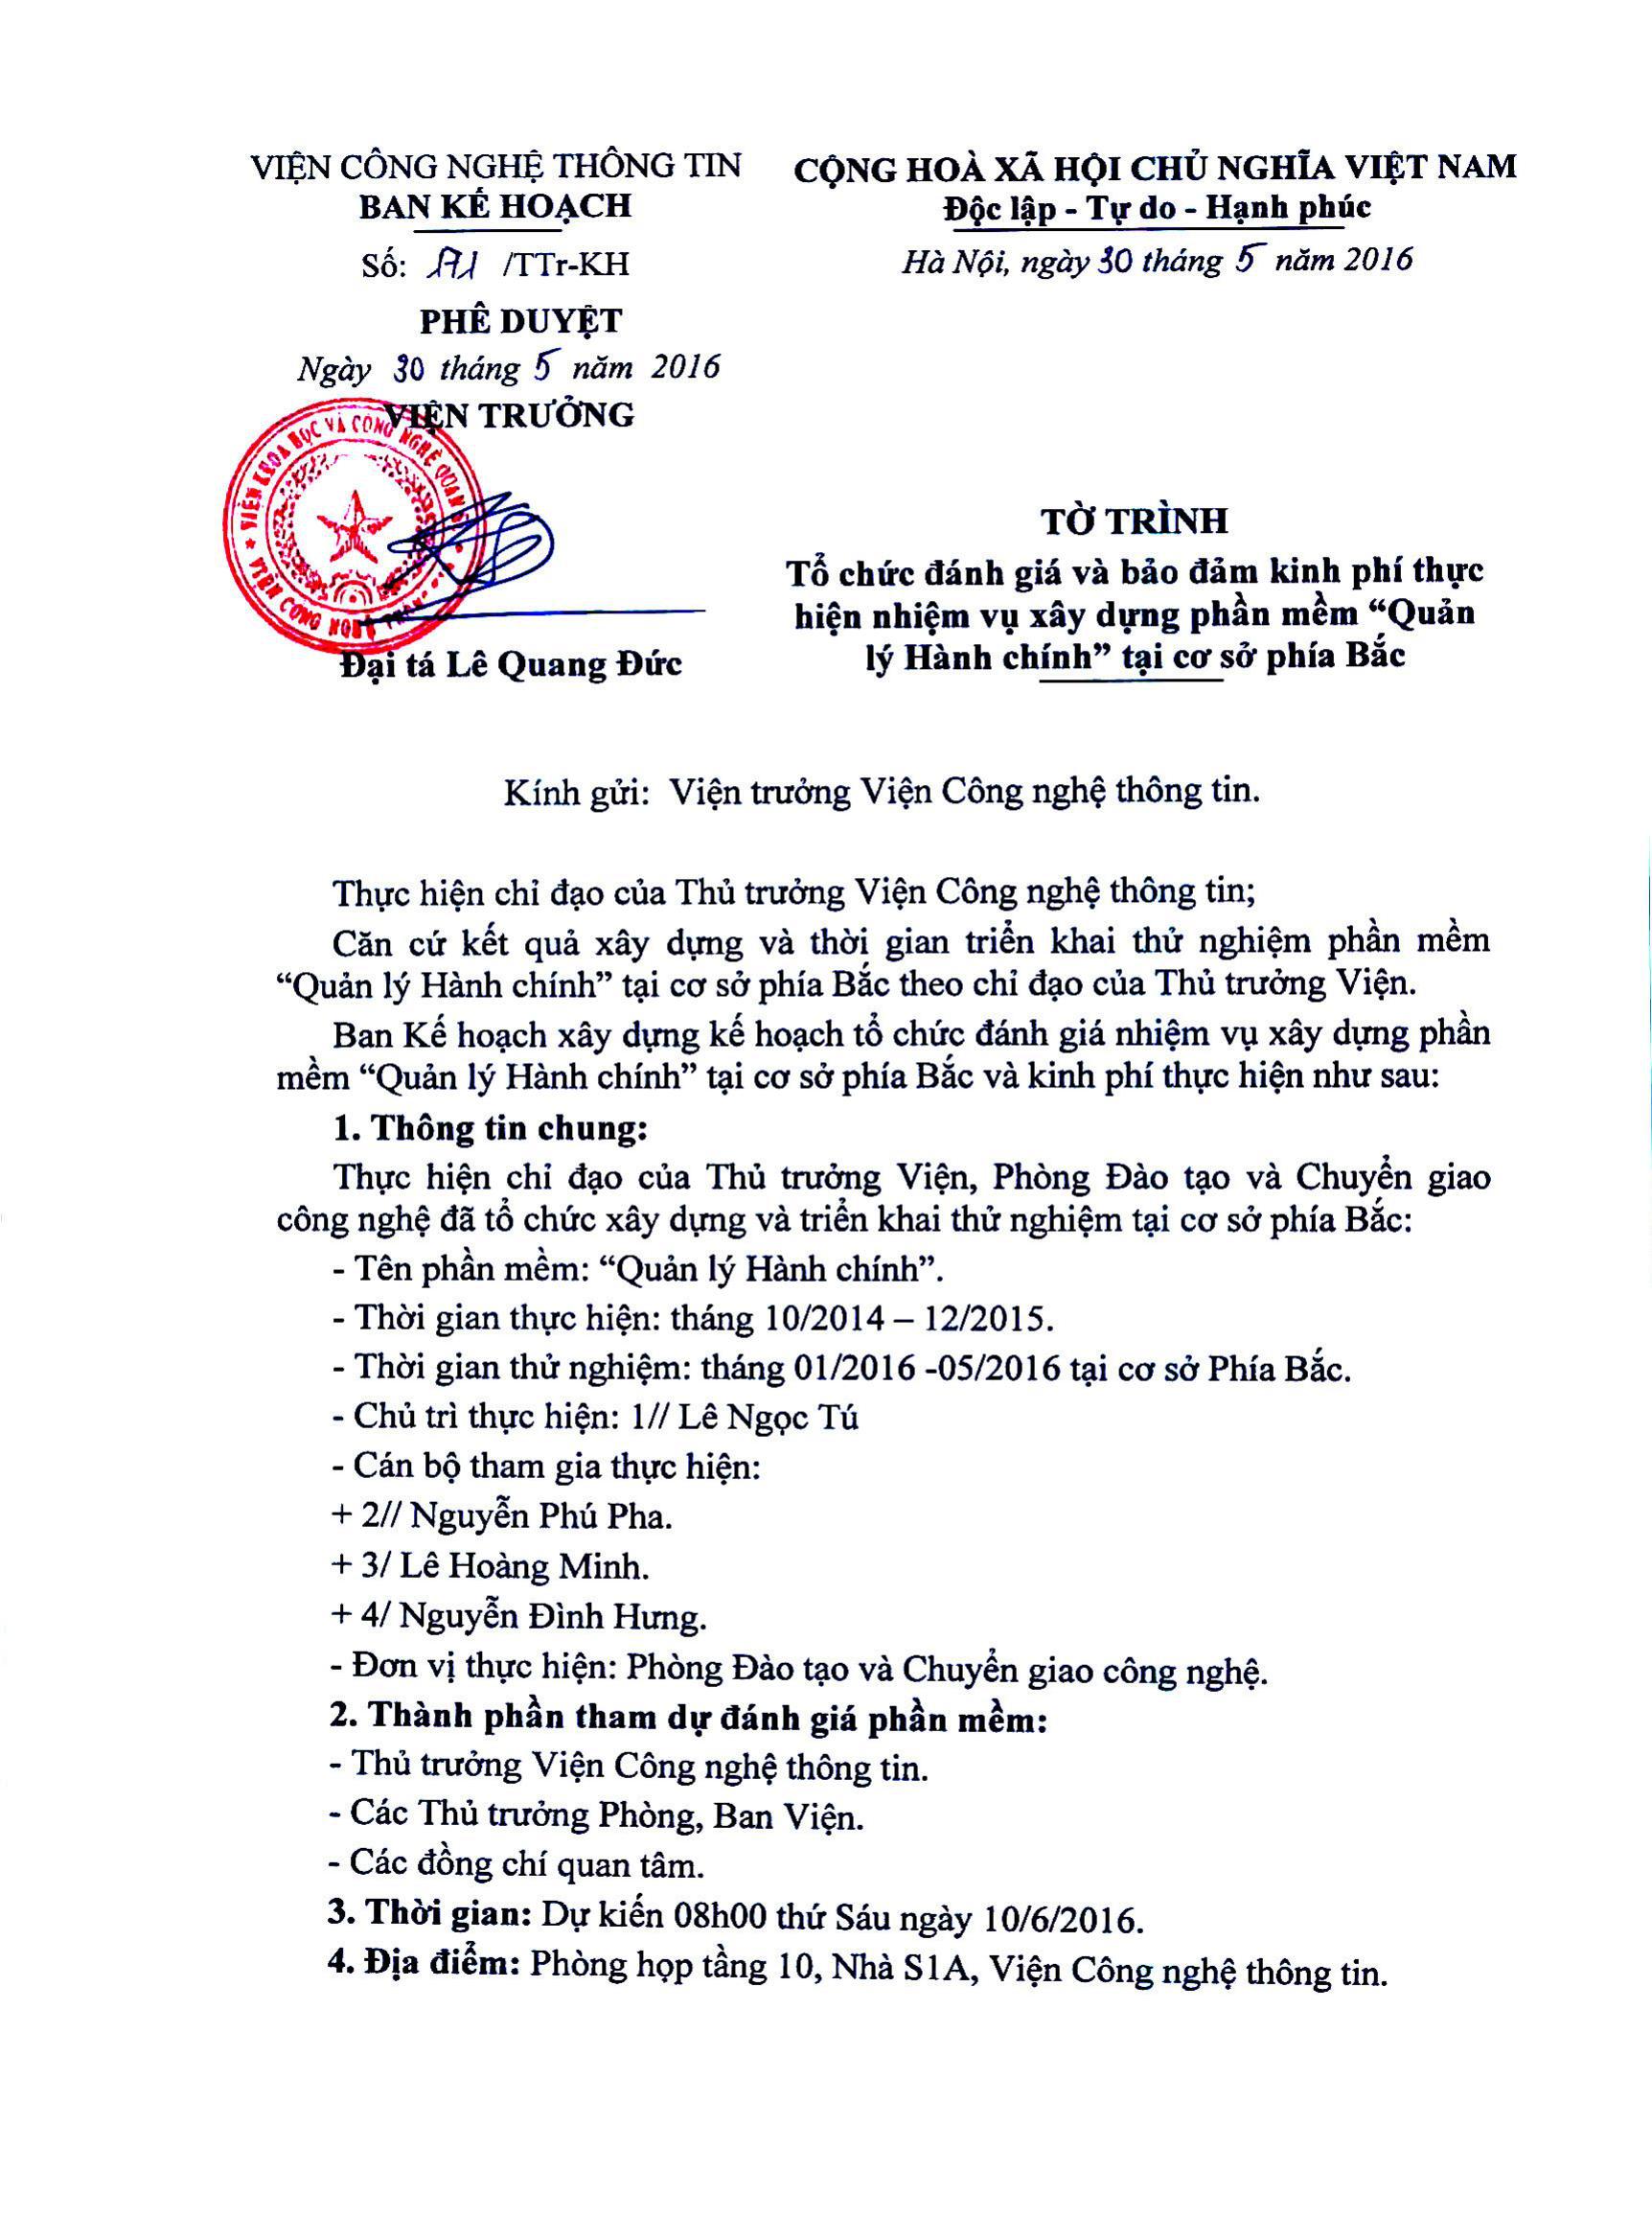 VIỆN CÔNG NGHỆ THÔNG TIN
BAN KẾ HOẠCH
Số: 171 /TTr-KH
PHÊ DUYỆT
Ngày 30 tháng 5 năm 2016
VIỆN TRƯỞNG
VIỆN KHOA HỌC VÀ CÔNG NGHỆ QUÂN
VIỆN CÔNG NGHỆ
Đại tá Lê Quang Đức
CỘNG HOÀ XÃ HỘI CHỦ NGHĨA VIỆT NAM
Độc lập - Tự do - Hạnh phúc
Hà Nội, ngày 30 tháng 5 năm 2016
TỜ TRÌNH
Tổ chức đánh giá và bảo đảm kinh phí thực
hiện nhiệm vụ xây dựng phần mềm “Quản
lý Hành chính” tại cơ sở phía Bắc
Kính gửi: Viện trưởng Viện Công nghệ thông tin.
Thực hiện chỉ đạo của Thủ trưởng Viện Công nghệ thông tin;
Căn cứ kết quả xây dựng và thời gian triển khai thử nghiệm phần mềm
“Quản lý Hành chính” tại cơ sở phía Bắc theo chỉ đạo của Thủ trưởng Viện.
Ban Kế hoạch xây dựng kế hoạch tổ chức đánh giá nhiệm vụ xây dựng phần
mềm “Quản lý Hành chính” tại cơ sở phía Bắc và kinh phí thực hiện như sau:
1. Thông tin chung:
Thực hiện chỉ đạo của Thủ trưởng Viện, Phòng Đào tạo và Chuyển giao
công nghệ đã tổ chức xây dựng và triển khai thử nghiệm tại cơ sở phía Bắc:
- Tên phần mềm: “Quản lý Hành chính”.
- Thời gian thực hiện: tháng 10/2014 – 12/2015.
- Thời gian thử nghiệm: tháng 01/2016 -05/2016 tại cơ sở Phía Bắc.
- Chủ trì thực hiện: 1// Lê Ngọc Tú
- Cán bộ tham gia thực hiện:
+ 2// Nguyễn Phú Pha.
+ 3/ Lê Hoàng Minh.
+ 4/ Nguyễn Đình Hưng.
- Đơn vị thực hiện: Phòng Đào tạo và Chuyển giao công nghệ.
2. Thành phần tham dự đánh giá phần mềm:
- Thủ trưởng Viện Công nghệ thông tin.
- Các Thủ trưởng Phòng, Ban Viện.
- Các đồng chí quan tâm.
3. Thời gian: Dự kiến 08h00 thứ Sáu ngày 10/6/2016.
4. Địa điểm: Phòng họp tầng 10, Nhà S1A, Viện Công nghệ thông tin.